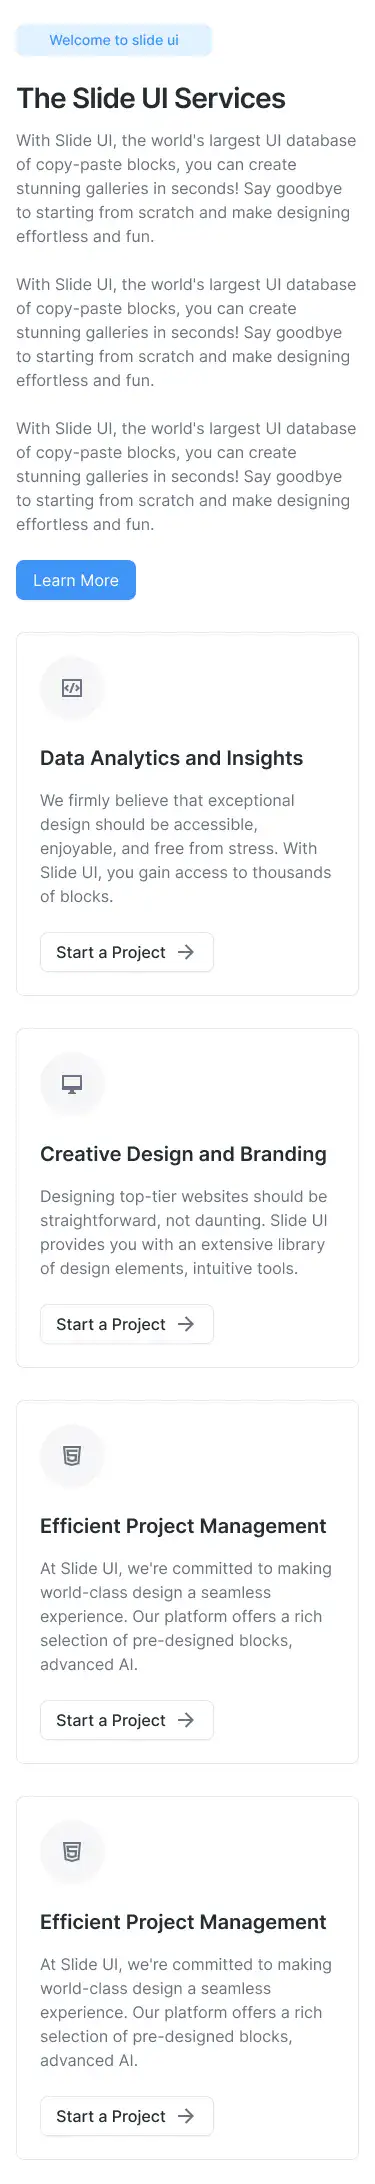 Welcome to slide ui
The Slide UI Services
With Slide UI, the world's largest UI database
of copy-paste blocks, you can create
stunning galleries in seconds! Say goodbye
to starting from scratch and make designing
effortless and fun.
With Slide UI, the world's largest UI database
of copy-paste blocks, you can create
stunning galleries in seconds! Say goodbye
to starting from scratch and make designing
effortless and fun.
With Slide UI, the world's largest UI database
of copy-paste blocks, you can create
stunning galleries in seconds! Say goodbye
to starting from scratch and make designing
effortless and fun.
Learn More
Data Analytics and Insights
We firmly believe that exceptional
design should be accessible,
enjoyable, and free from stress. With
Slide UI, you gain access to thousands
of blocks.
Start a Project
Creative Design and Branding
Designing top-tier websites should be
straightforward, not daunting. Slide UI
provides you with an extensive library
of design elements, intuitive tools.
Start a Project
Efficient Project Management
At Slide UI, we're committed to making
world-class design a seamless
experience. Our platform offers a rich
selection of pre-designed blocks,
advanced AI.
Start a Project
Efficient Project Management
At Slide UI, we're committed to making
world-class design a seamless
experience. Our platform offers a rich
selection of pre-designed blocks,
advanced AI.
Start a Project